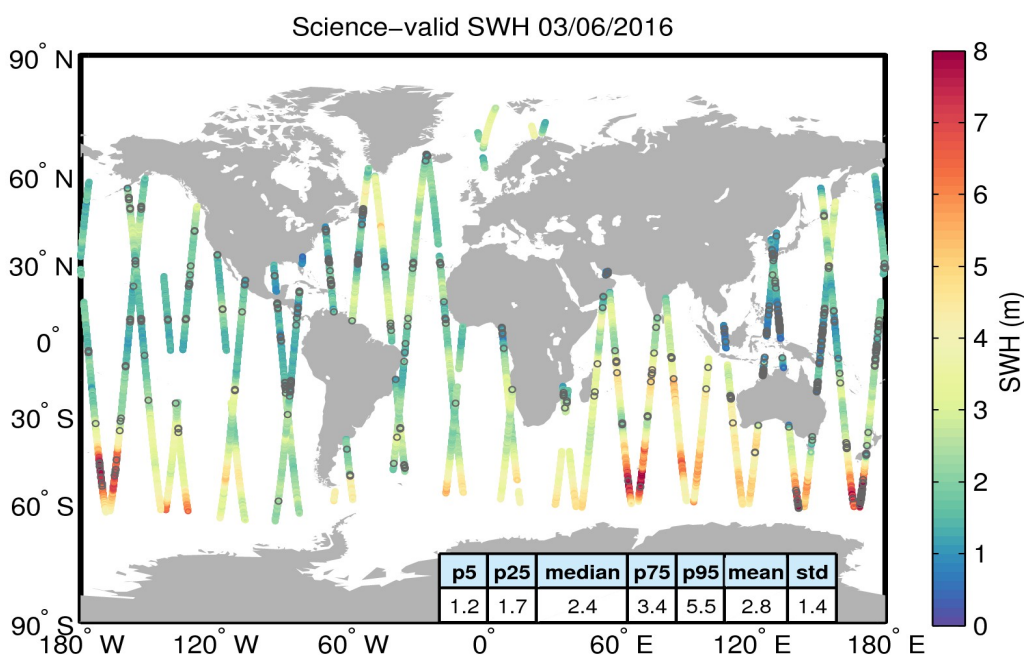 Science−valid SWH 03/06/2016
90° N
60° N
30° N
0°
30° S
60° S
90° S
180° W
120° W
60° W
0°
60° E
120° E
180° E
p5 p25 median p75 p95 mean std
1.2 1.7 2.4 3.4 5.5 2.8 1.4
8
7
6
5
4
3
2
1
0
SWH (m)